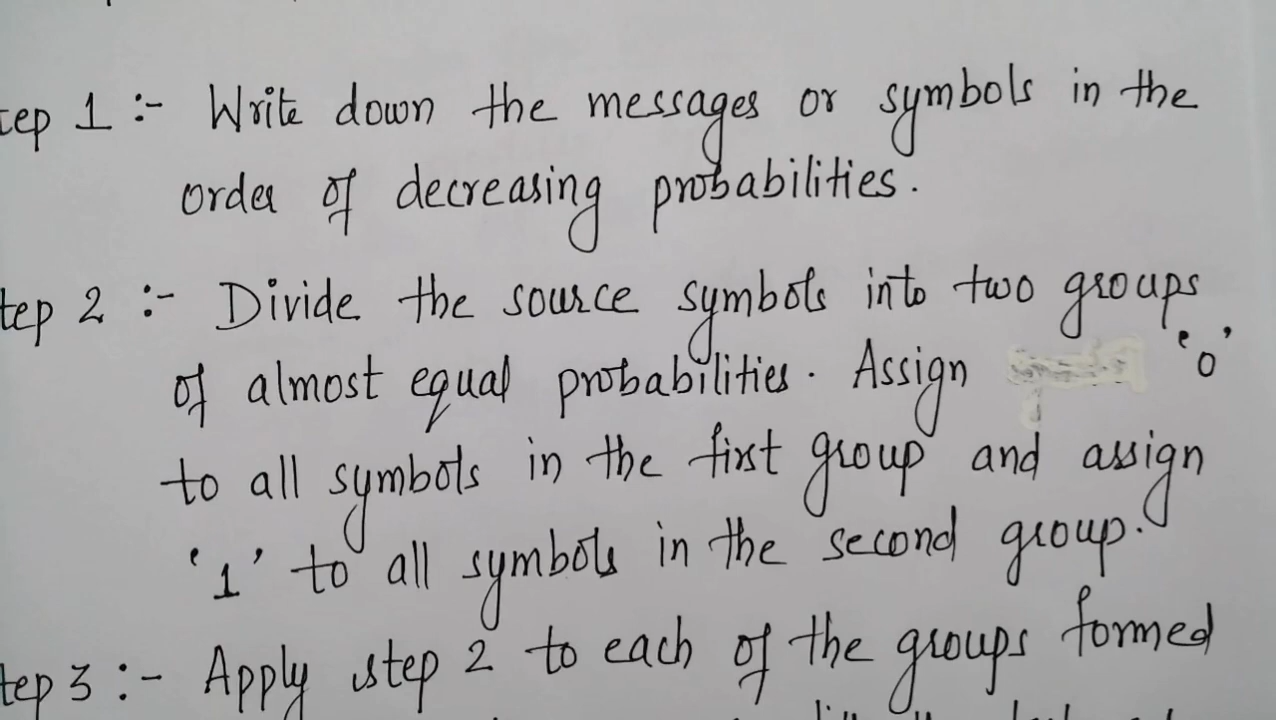 tep 1 :- Write down the messages or symbols in the
order of decreasing probabilities.
tep 2 :- Divide the source symbols into two groups
of almost equal probabilities. Assign '0'
to all symbols in the first group and assign
'1' to all symbols in the second group.
tep 3 :- Apply step 2 to each of the groups formed